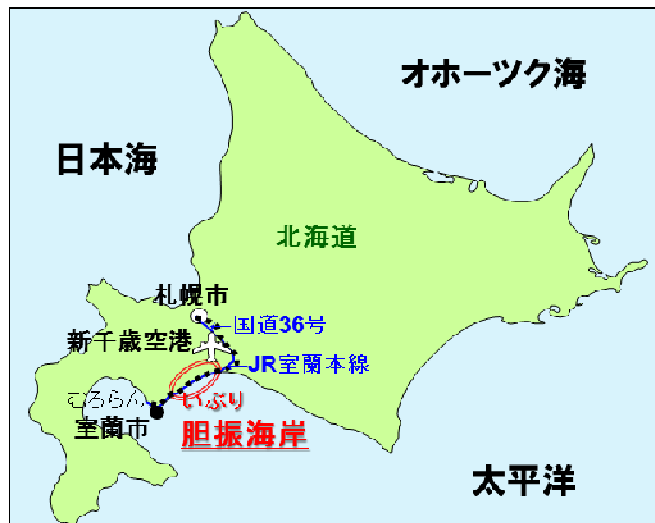 オホーツク海
日本海
北海道
札幌市
国道36号
新千歳空港
JR室蘭本線
むろらん
室蘭市
いぶり
胆振海岸
太平洋